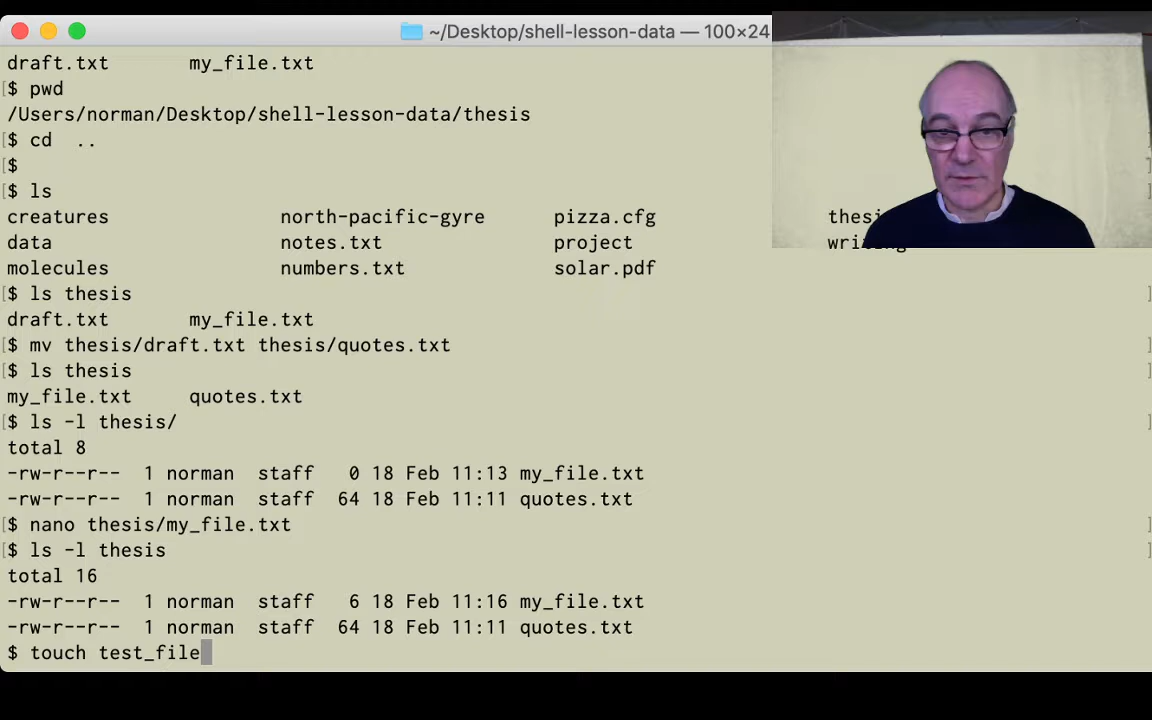 ~/Desktop/shell-lesson-data — 100×24
draft.txt my_file.txt
$ pwd
/Users/norman/Desktop/shell-lesson-data/thesis
$ cd ..
$
$ ls
creatures north-pacific-gyre pizza.cfg
data notes.txt project
molecules numbers.txt solar.pdf
$ ls thesis
draft.txt my_file.txt
$ mv thesis/draft.txt thesis/quotes.txt
$ ls thesis
my_file.txt quotes.txt
$ ls -l thesis/
total 8
-rw-r--r-- 1 norman staff 0 18 Feb 11:13 my_file.txt
-rw-r--r-- 1 norman staff 64 18 Feb 11:11 quotes.txt
$ nano thesis/my_file.txt
$ ls -l thesis
total 16
-rw-r--r-- 1 norman staff 6 18 Feb 11:16 my_file.txt
-rw-r--r-- 1 norman staff 64 18 Feb 11:11 quotes.txt
$ touch test_file